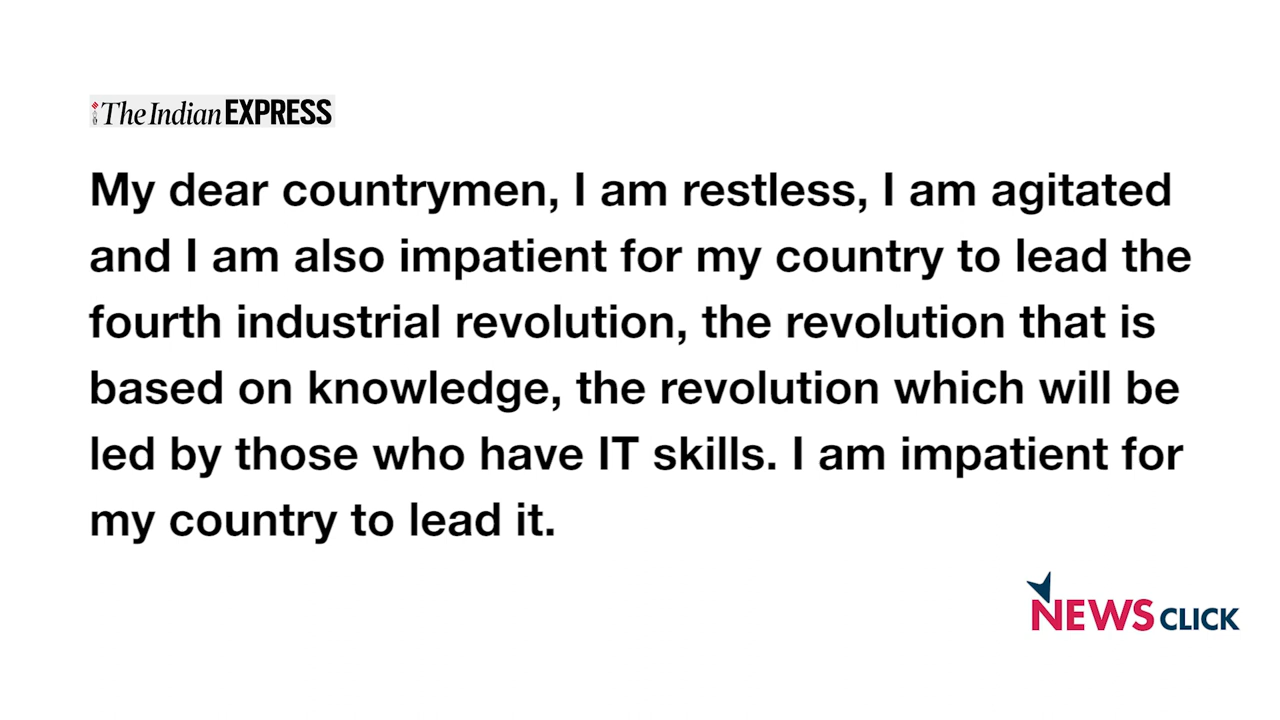 The Indian EXPRESS
My dear countrymen, I am restless, I am agitated
and I am also impatient for my country to lead the
fourth industrial revolution, the revolution that is
based on knowledge, the revolution which will be
led by those who have IT skills. I am impatient for
my country to lead it.
NEWS CLICK